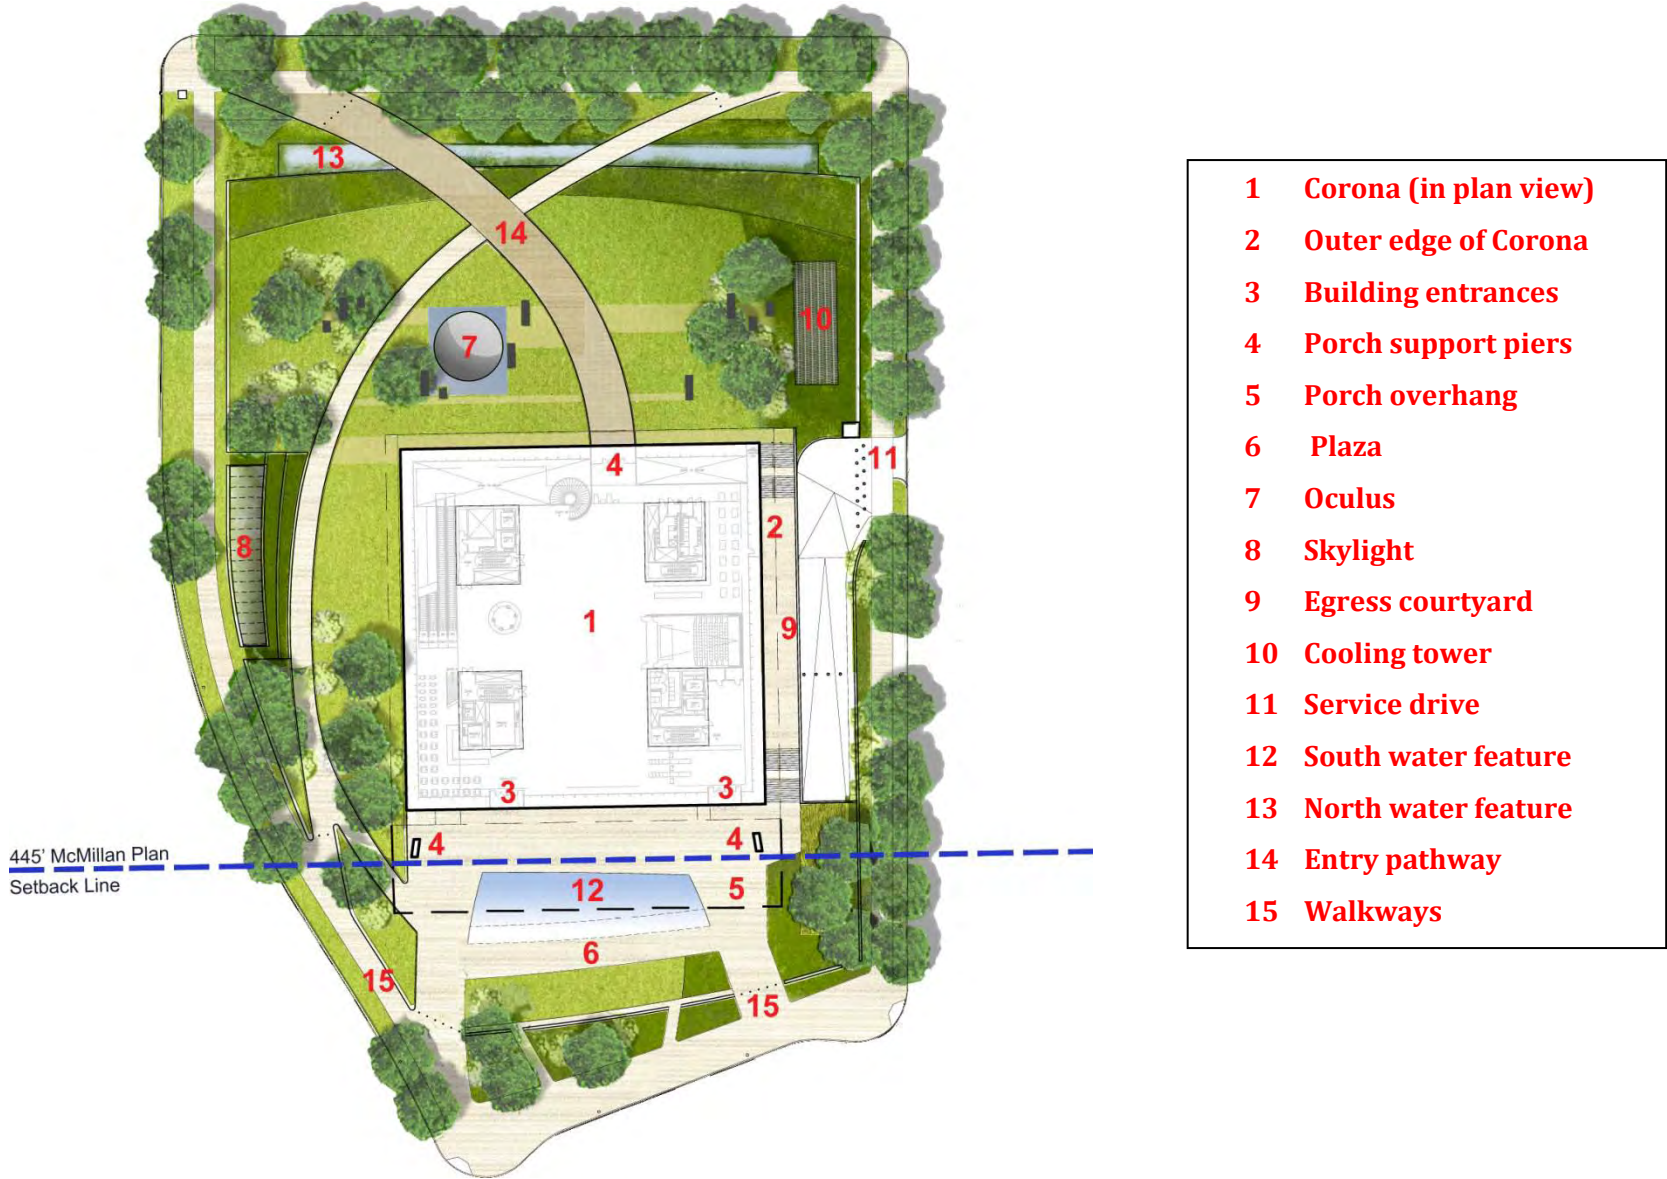 13
14
7
10
4
11
2
8
1
9
3
3
4
4
445' McMillan Plan
Setback Line
12
5
6
15
15
1 Corona (in plan view)
2 Outer edge of Corona
3 Building entrances
4 Porch support piers
5 Porch overhang
6 Plaza
7 Oculus
8 Skylight
9 Egress courtyard
10 Cooling tower
11 Service drive
12 South water feature
13 North water feature
14 Entry pathway
15 Walkways